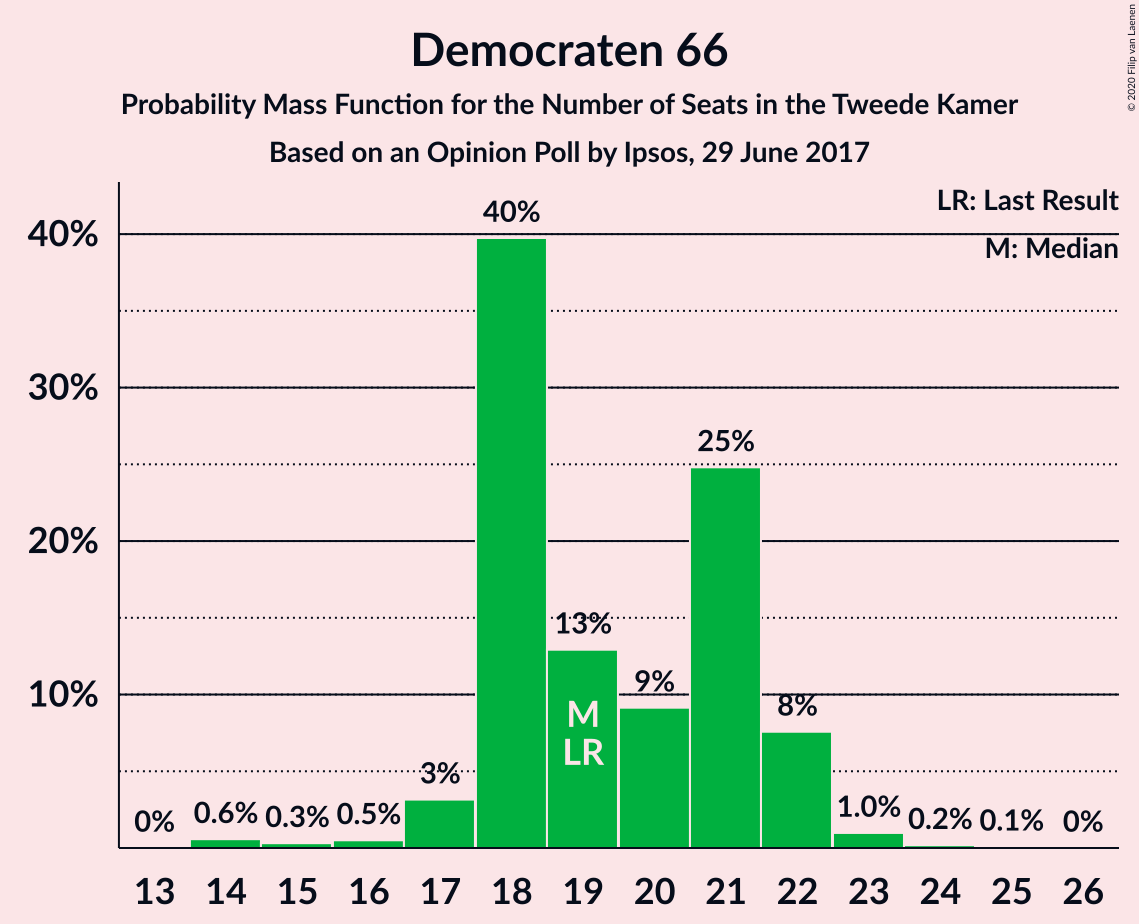 Democraten 66
Probability Mass Function for the Number of Seats in the Tweede Kamer
Based on an Opinion Poll by Ipsos, 29 June 2017
© 2020 Filip van Laenen
LR: Last Result
M: Median
40%
30%
20%
10%
0%
0.6%
0.3%
0.5%
3%
40%
13%
9%
25%
8%
1.0%
0.2%
0.1%
0%
M
LR
13 14 15 16 17 18 19 20 21 22 23 24 25 26